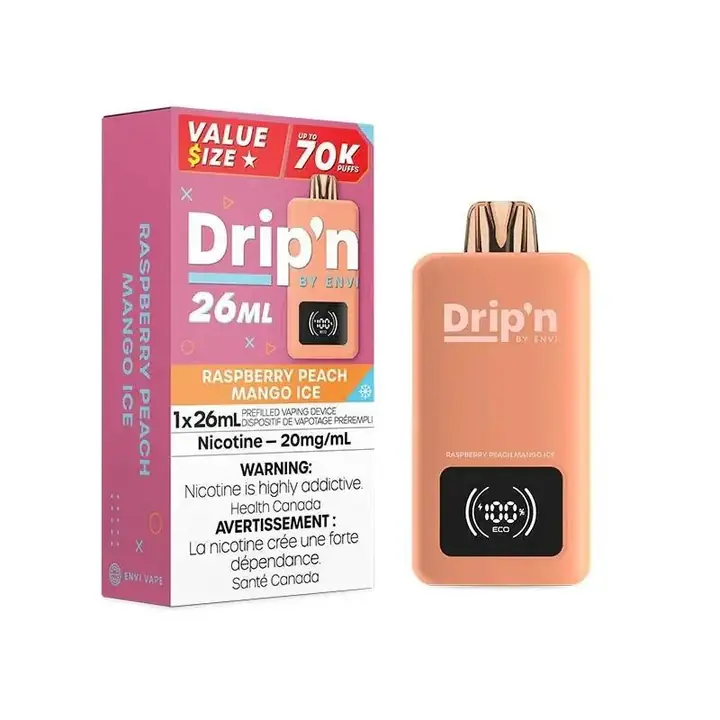 VALUE
$IZE ★
UP TO
70K
PUFFS
Drip'n
BY ENVI
26ML
100
ECO
RASPBERRY PEACH
MANGO ICE
1x26mL
PREFILLED VAPING DEVICE
DISPOSITIF DE VAPOTAGE PRÉREMPLI
Nicotine – 20mg/mL
WARNING:
Nicotine is highly addictive.
Health Canada
AVERTISSEMENT :
La nicotine crée une forte
dépendance.
Santé Canada
RASPBERRY PEACH
MANGO ICE
ENVI VAPE
Drip'n
BY ENVI
RASPBERRY PEACH MANGO ICE
100%
ECO